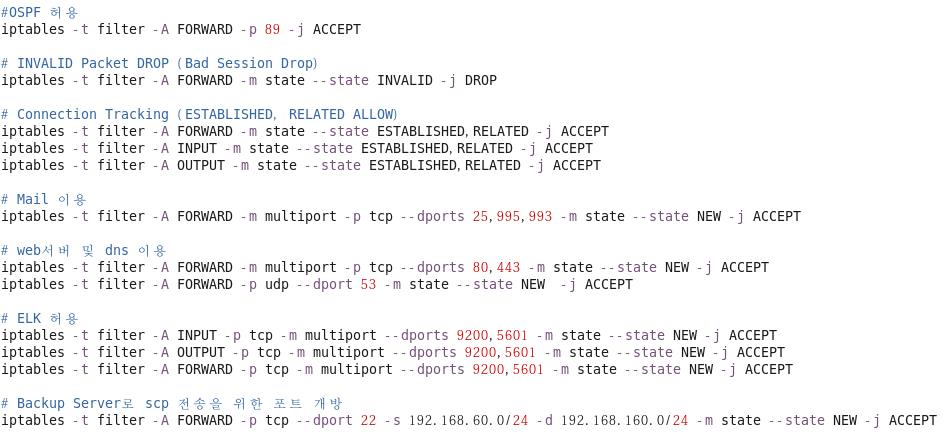 #OSPF 허용
iptables -t filter -A FORWARD -p 89 -j ACCEPT
# INVALID Packet DROP (Bad Session Drop)
iptables -t filter -A FORWARD -m state --state INVALID -j DROP
# Connection Tracking (ESTABLISHED, RELATED ALLOW)
iptables -t filter -A FORWARD -m state --state ESTABLISHED,RELATED -j ACCEPT
iptables -t filter -A INPUT -m state --state ESTABLISHED,RELATED -j ACCEPT
iptables -t filter -A OUTPUT -m state --state ESTABLISHED,RELATED -j ACCEPT
# Mail 이용
iptables -t filter -A FORWARD -m multiport -p tcp --dports 25,995,993 -m state --state NEW -j ACCEPT
# web서버 및 dns 이용
iptables -t filter -A FORWARD -m multiport -p tcp --dports 80,443 -m state --state NEW -j ACCEPT
iptables -t filter -A FORWARD -p udp --dport 53 -m state --state NEW  -j ACCEPT
# ELK 허용
iptables -t filter -A INPUT -p tcp -m multiport --dports 9200,5601 -m state --state NEW -j ACCEPT
iptables -t filter -A OUTPUT -p tcp -m multiport --dports 9200,5601 -m state --state NEW -j ACCEPT
iptables -t filter -A FORWARD -p tcp -m multiport --dports 9200,5601 -m state --state NEW -j ACCEPT
# Backup Server로 scp 전송을 위한 포트 개방
iptables -t filter -A FORWARD -p tcp --dport 22 -s 192.168.60.0/24 -d 192.168.160.0/24 -m state --state NEW -j ACCEPT